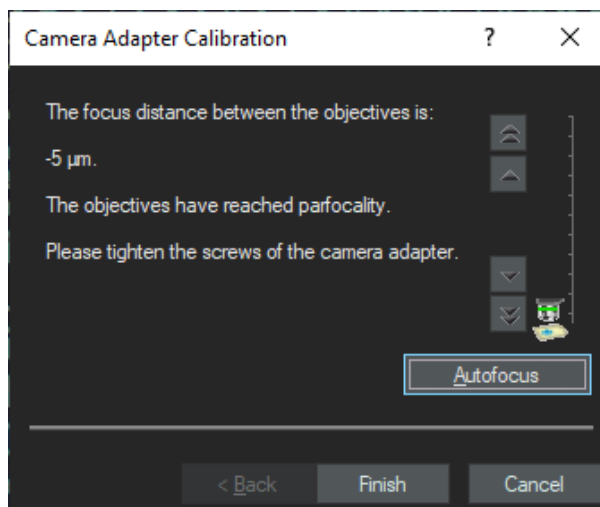 Camera Adapter Calibration ? ×
The focus distance between the objectives is:
-5 µm.
The objectives have reached parfocality.
Please tighten the screws of the camera adapter.
Autofocus
< Back Finish Cancel